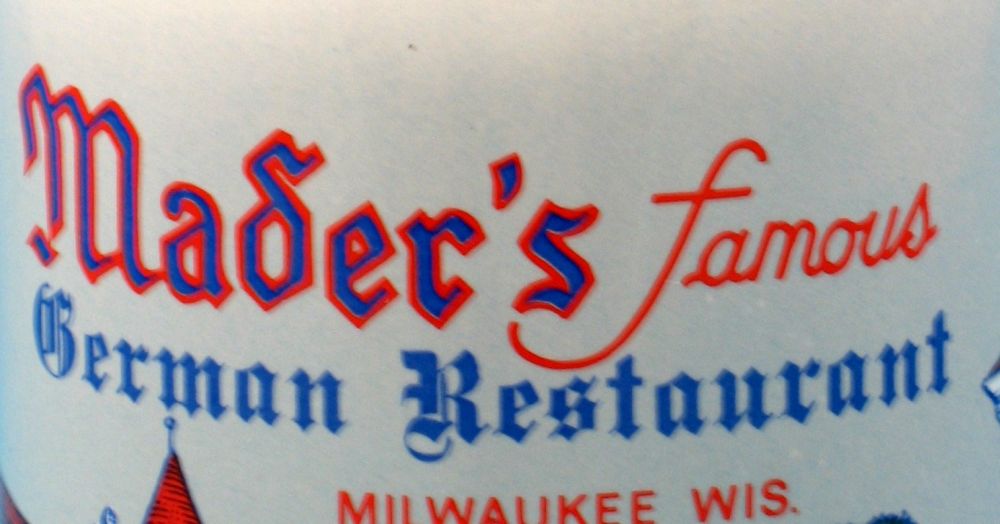 Mader's famous
German Restaurant
MILWAUKEE WIS.